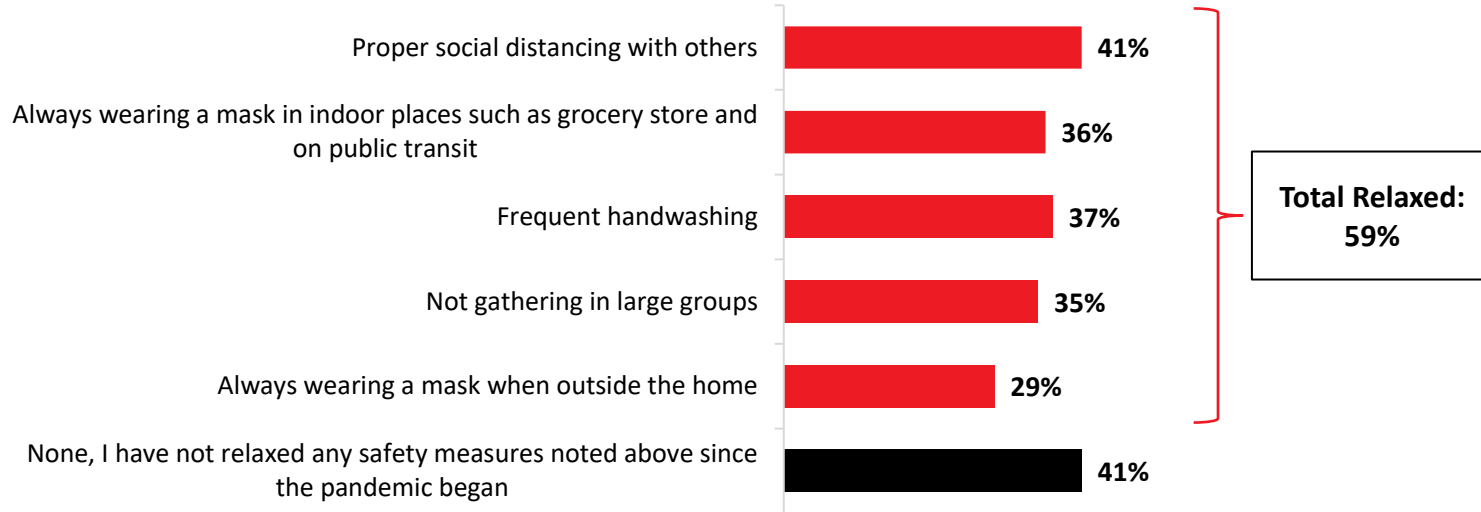 Proper social distancing with others
41%
Always wearing a mask in indoor places such as grocery store and
on public transit
36%
Frequent handwashing
37%
Not gathering in large groups
35%
Always wearing a mask when outside the home
29%
None, I have not relaxed any safety measures noted above since
the pandemic began
41%
Total Relaxed:
59%